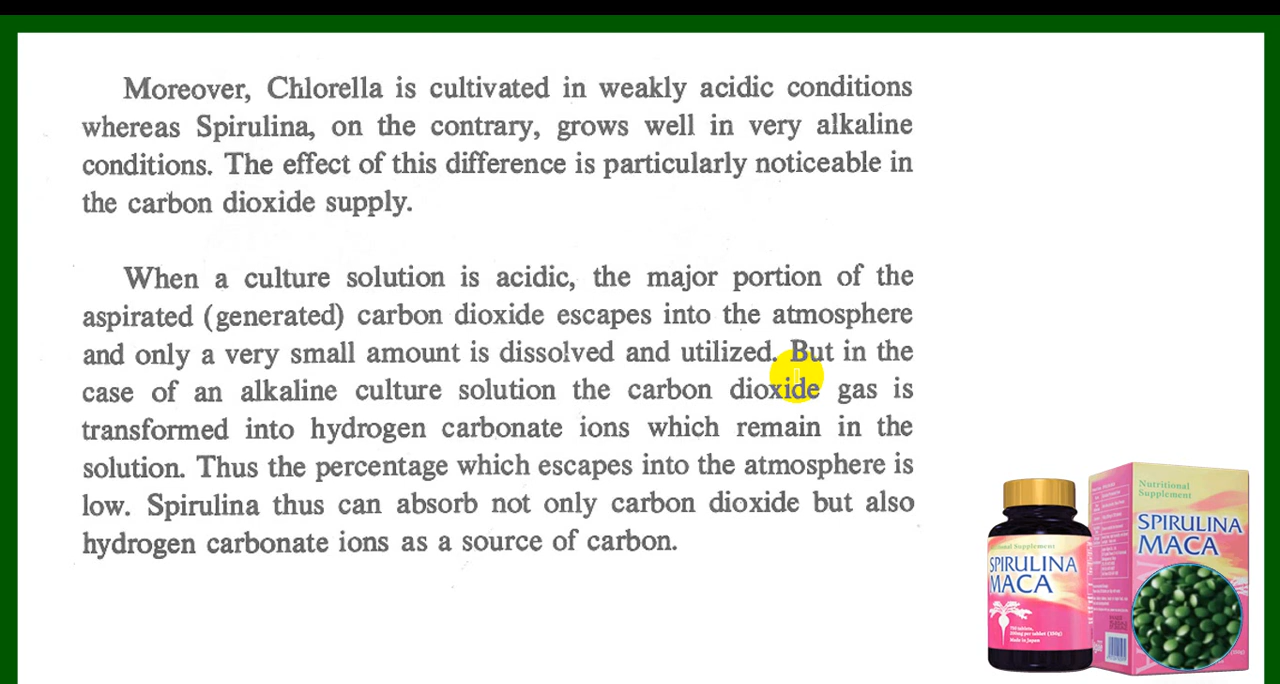 Moreover, Chlorella is cultivated in weakly acidic conditions
whereas Spirulina, on the contrary, grows well in very alkaline
conditions. The effect of this difference is particularly noticeable in
the carbon dioxide supply.
When a culture solution is acidic, the major portion of the
aspirated (generated) carbon dioxide escapes into the atmosphere
and only a very small amount is dissolved and utilized. But in the
case of an alkaline culture solution the carbon dioxide gas is
transformed into hydrogen carbonate ions which remain in the
solution. Thus the percentage which escapes into the atmosphere is
low. Spirulina thus can absorb not only carbon dioxide but also
hydrogen carbonate ions as a source of carbon.
Nutritional
Supplement
SPIRULINA
MACA
Supplement
SPIRULINA
MACA
Made in Japan